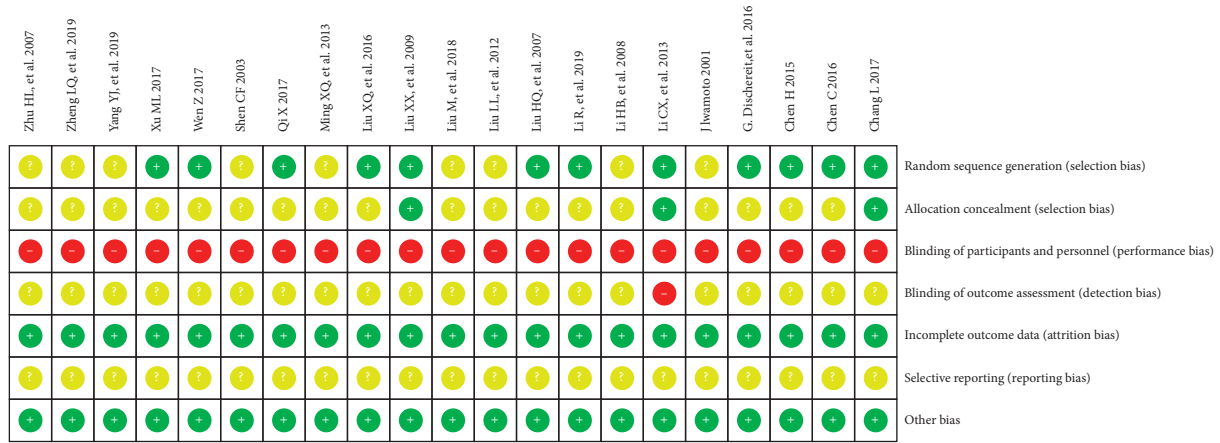 Zhu HL, et al. 2007
Zheng LQ, et al. 2019
Yang YJ, et al. 2019
Xu ML 2017
Wen Z 2017
Shen CF 2003
Qi X 2017
Ming XQ, et al. 2013
Liu XQ, et al. 2016
Liu XX, et al. 2009
Liu M, et al. 2018
Liu LL, et al. 2012
Liu HQ, et al. 2007
Li R, et al. 2019
Li HB, et al. 2008
Li CX, et al. 2013
J Iwamoto 2001
G. Dischereit,et al. 2016
Chen H 2015
Chen C 2016
Chang L 2017
? ? ? + + ? + ? + + ? ? + + ? + ? + + + + Random sequence generation (selection bias)
? ? ? ? ? ? ? ? ? + ? ? ? ? ? + ? ? ? ? + Allocation concealment (selection bias)
– – – – – – – – – – – – – – – – – – – – – Blinding of participants and personnel (performance bias)
? ? ? ? ? ? ? ? ? ? ? ? ? ? ? – ? ? ? ? ? Blinding of outcome assessment (detection bias)
+ + + + + + + + + + + + + + + + + + + + + Incomplete outcome data (attrition bias)
? ? ? ? ? ? ? ? ? ? ? ? ? ? ? ? ? ? ? ? ? Selective reporting (reporting bias)
+ + + + + + + + + + + + + + + + + + + + + Other bias